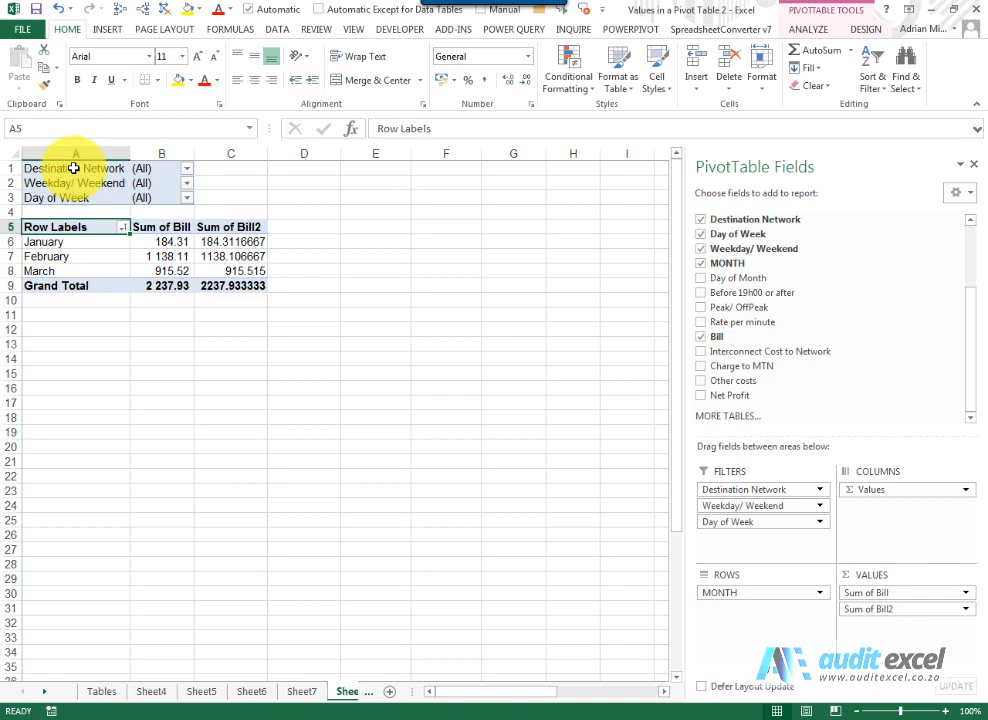 Automatic
Automatic Except for Data Tables
Manual
Values in a Pivot Table 2 - Excel
PIVOTTABLE TOOLS
FILE HOME INSERT PAGE LAYOUT FORMULAS DATA REVIEW VIEW DEVELOPER ADD-INS POWER QUERY INQUIRE POWERPIVOT SpreadsheetConverter v7 ANALYZE DESIGN Adrian Mi...
Paste
Arial 11
Wrap Text
General
AutoSum
B I U
Merge & Center
Conditional Formatting
Format as Table
Cell Styles
Insert
Delete
Format
Fill
Clear
Sort & Filter
Find & Select
Clipboard Font Alignment Number Styles Cells Editing
A5 fx Row Labels
A B C D E F G H I
1 Destination Network (All)
2 Weekday/ Weekend (All)
3 Day of Week (All)
4
5 Row Labels Sum of Bill Sum of Bill2
6 January 184.31 184.3116667
7 February 1 138.11 1138.106667
8 March 915.52 915.515
9 Grand Total 2 237.93 2237.933333
10
11
12
13
14
15
16
17
18
19
20
21
22
23
24
25
26
27
28
29
30
31
32
33
34
35
PivotTable Fields
Choose fields to add to report:
Destination Network
Day of Week
Weekday/ Weekend
MONTH
Day of Month
Before 19h00 or after
Peak/ OffPeak
Rate per minute
Bill
Interconnect Cost to Network
Charge to MTN
Other costs
Net Profit
MORE TABLES...
Drag fields between areas below:
FILTERS
Destination Network
Weekday/ Weekend
Day of Week
COLUMNS
Σ Values
ROWS
MONTH
Σ VALUES
Sum of Bill
Sum of Bill2
audit excel
www.auditexcel.co.za
Defer Layout Update UPDATE
Tables Sheet4 Sheet5 Sheet6 Sheet7 Shee ...
READY
100%